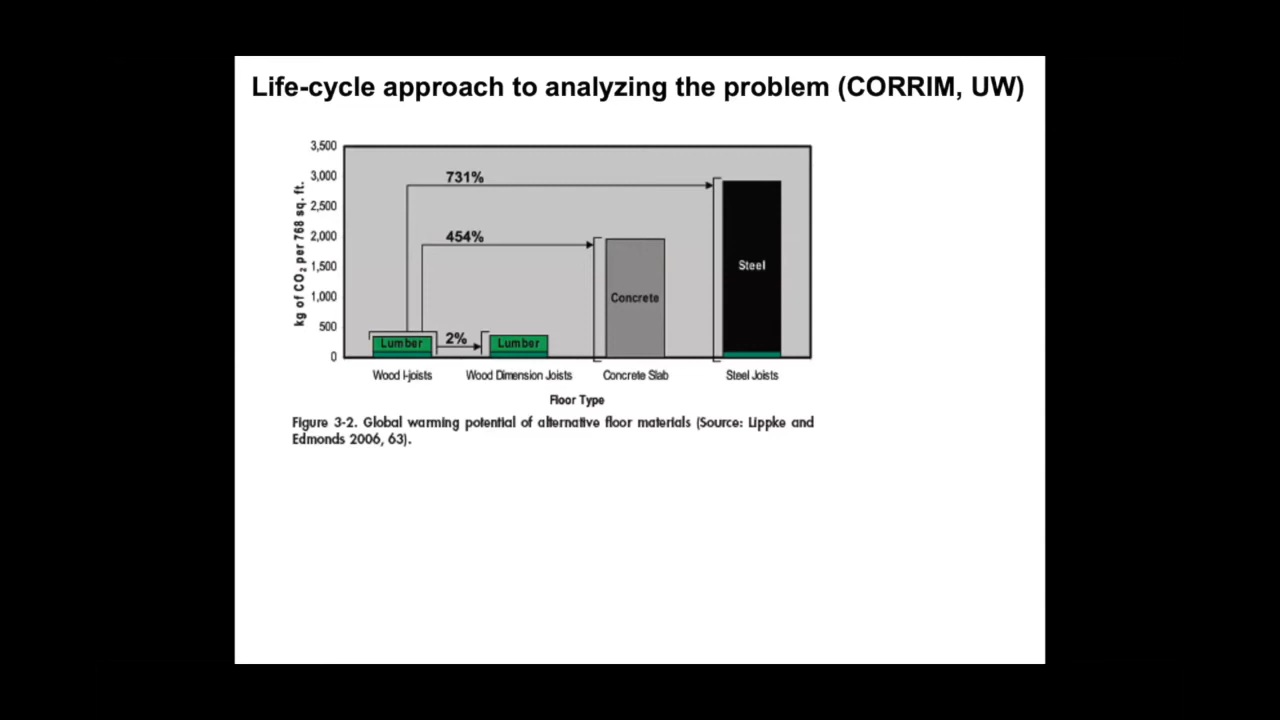 Life-cycle approach to analyzing the problem (CORRIM, UW)
3,500
3,000
2,500
2,000
1,500
1,000
500
0
kg of CO₂ per 768 sq. ft.
731%
454%
2%
Lumber
Lumber
Concrete
Steel
Wood I-joists
Wood Dimension Joists
Concrete Slab
Steel Joists
Floor Type
Figure 3-2. Global warming potential of alternative floor materials (Source: Lippke and
Edmonds 2006, 63).